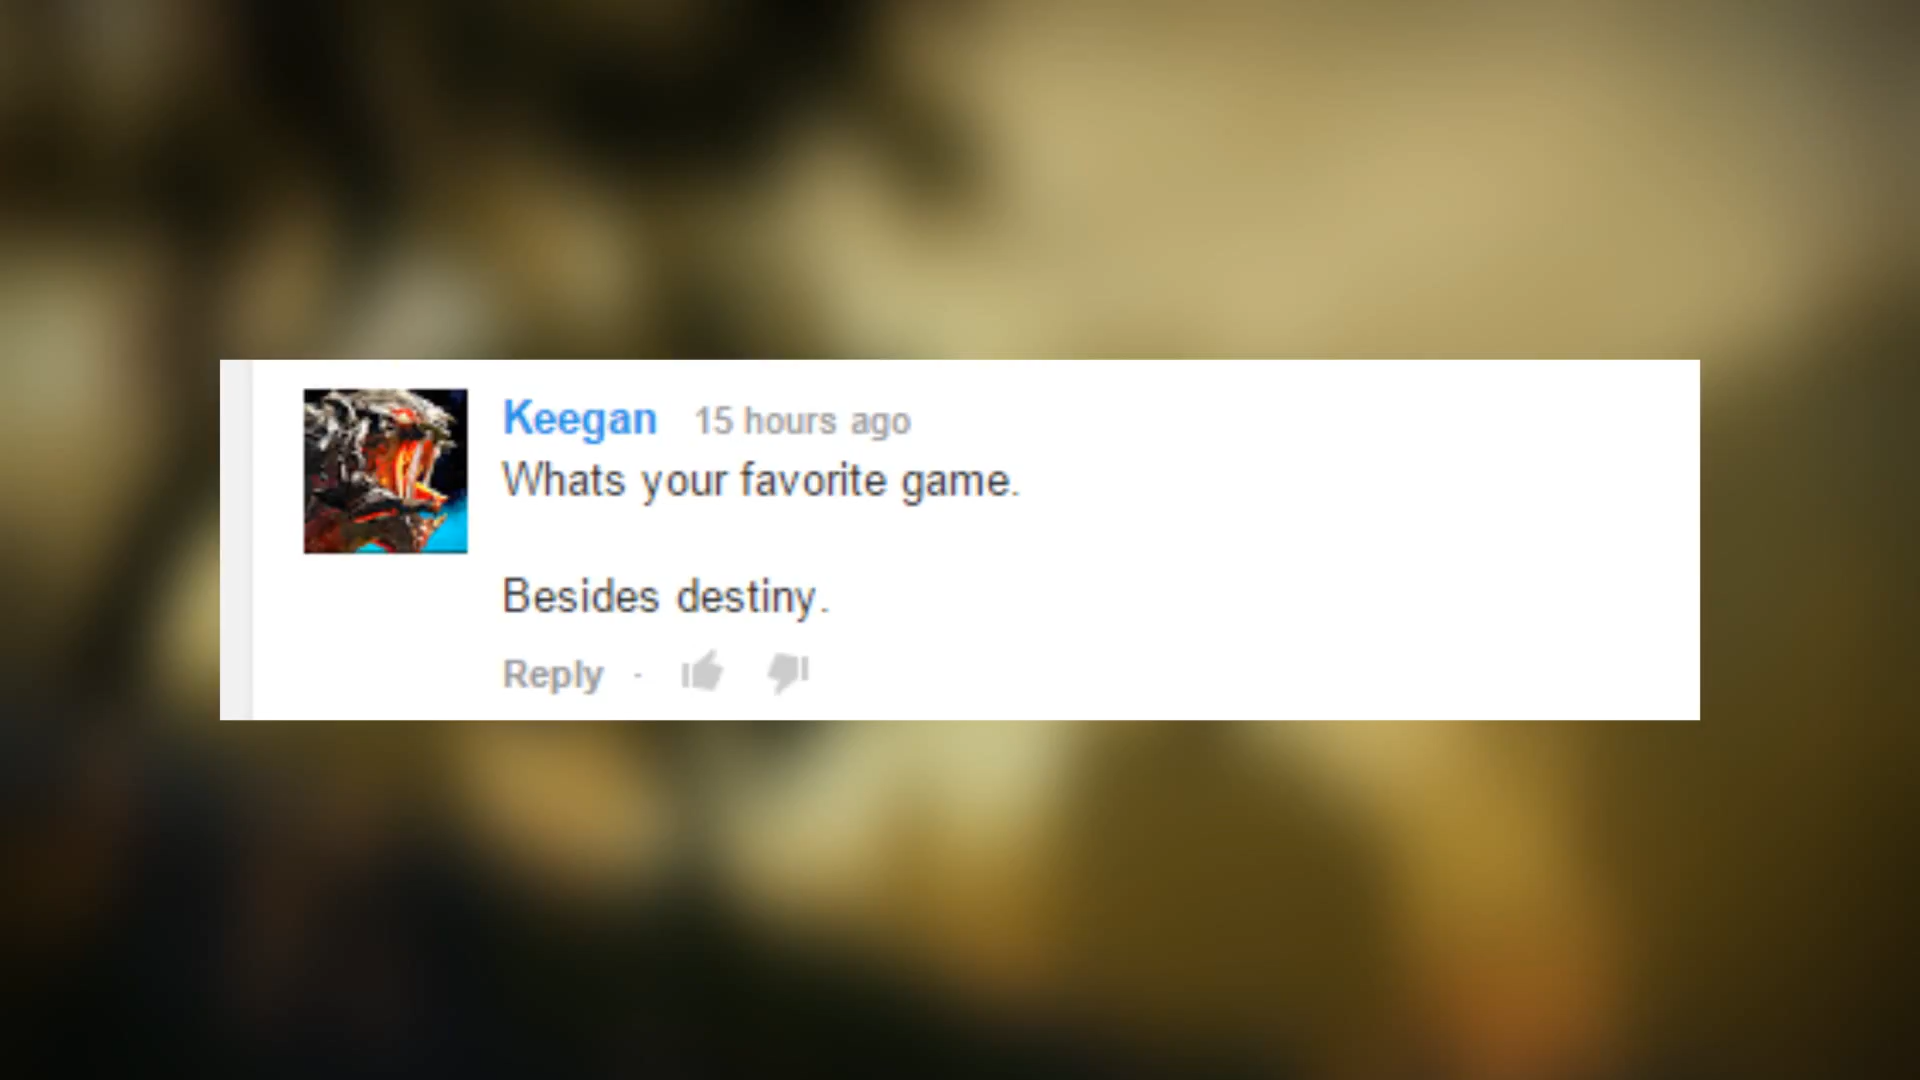 Keegan 15 hours ago
Whats your favorite game.
Besides destiny.
Reply ·